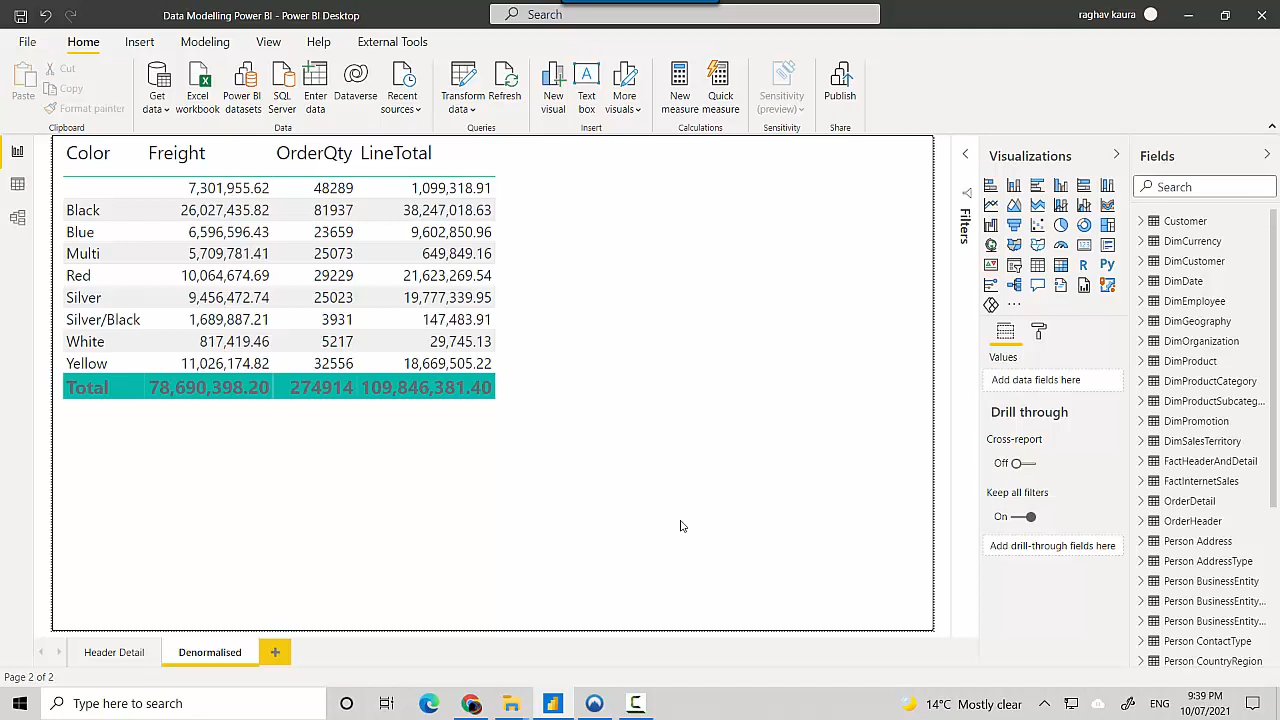 Data Modelling Power BI - Power BI Desktop
Search
raghav kaura
File Home Insert Modeling View Help External Tools
Paste
Cut
Copy
Format painter
Clipboard
Get data
Excel workbook
Power BI datasets
SQL Server
Enter data
Dataverse
Recent sources
Data
Transform data
Refresh
Queries
New visual
Text box
More visuals
Insert
New measure
Quick measure
Calculations
Sensitivity (preview)
Sensitivity
Publish
Share
Color Freight OrderQty LineTotal
7,301,955.62 48289 1,099,318.91
Black 26,027,435.82 81937 38,247,018.63
Blue 6,596,596.43 23659 9,602,850.96
Multi 5,709,781.41 25073 649,849.16
Red 10,064,674.69 29229 21,623,269.54
Silver 9,456,472.74 25023 19,777,339.95
Silver/Black 1,689,887.21 3931 147,483.91
White 817,419.46 5217 29,745.13
Yellow 11,026,174.82 32556 18,669,505.22
Total 78,690,398.20 274914 109,846,381.40
Filters
Visualizations
R Py
Values
Add data fields here
Drill through
Cross-report
Off
Keep all filters
On
Add drill-through fields here
Fields
Search
Customer
DimCurrency
DimCustomer
DimDate
DimEmployee
DimGeography
DimOrganization
DimProduct
DimProductCategory
DimProductSubcateg...
DimPromotion
DimSalesTerritory
FactHeaderAndDetail
FactInternetSales
OrderDetail
OrderHeader
Person Address
Person AddressType
Person BusinessEntity
Person BusinessEntity...
Person BusinessEntity...
Person ContactType
Person CountryRegion
Header Detail
Denormalised
Page 2 of 2
Type here to search
14°C Mostly clear
ENG
9:39 PM
10/07/2021